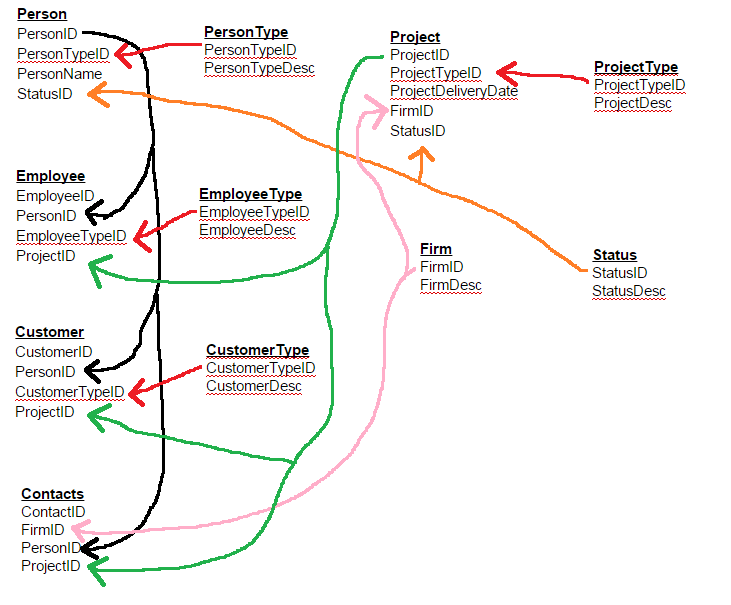 Person
PersonID
PersonTypeID
PersonName
StatusID
PersonType
PersonTypeID
PersonTypeDesc
Project
ProjectID
ProjectTypeID
ProjectDeliveryDate
FirmID
StatusID
ProjectType
ProjectTypeID
ProjectDesc
Employee
EmployeeID
PersonID
EmployeeTypeID
ProjectID
EmployeeType
EmployeeTypeID
EmployeeDesc
Firm
FirmID
FirmDesc
Status
StatusID
StatusDesc
Customer
CustomerID
PersonID
CustomerTypeID
ProjectID
CustomerType
CustomerTypeID
CustomerDesc
Contacts
ContactID
FirmID
PersonID
ProjectID